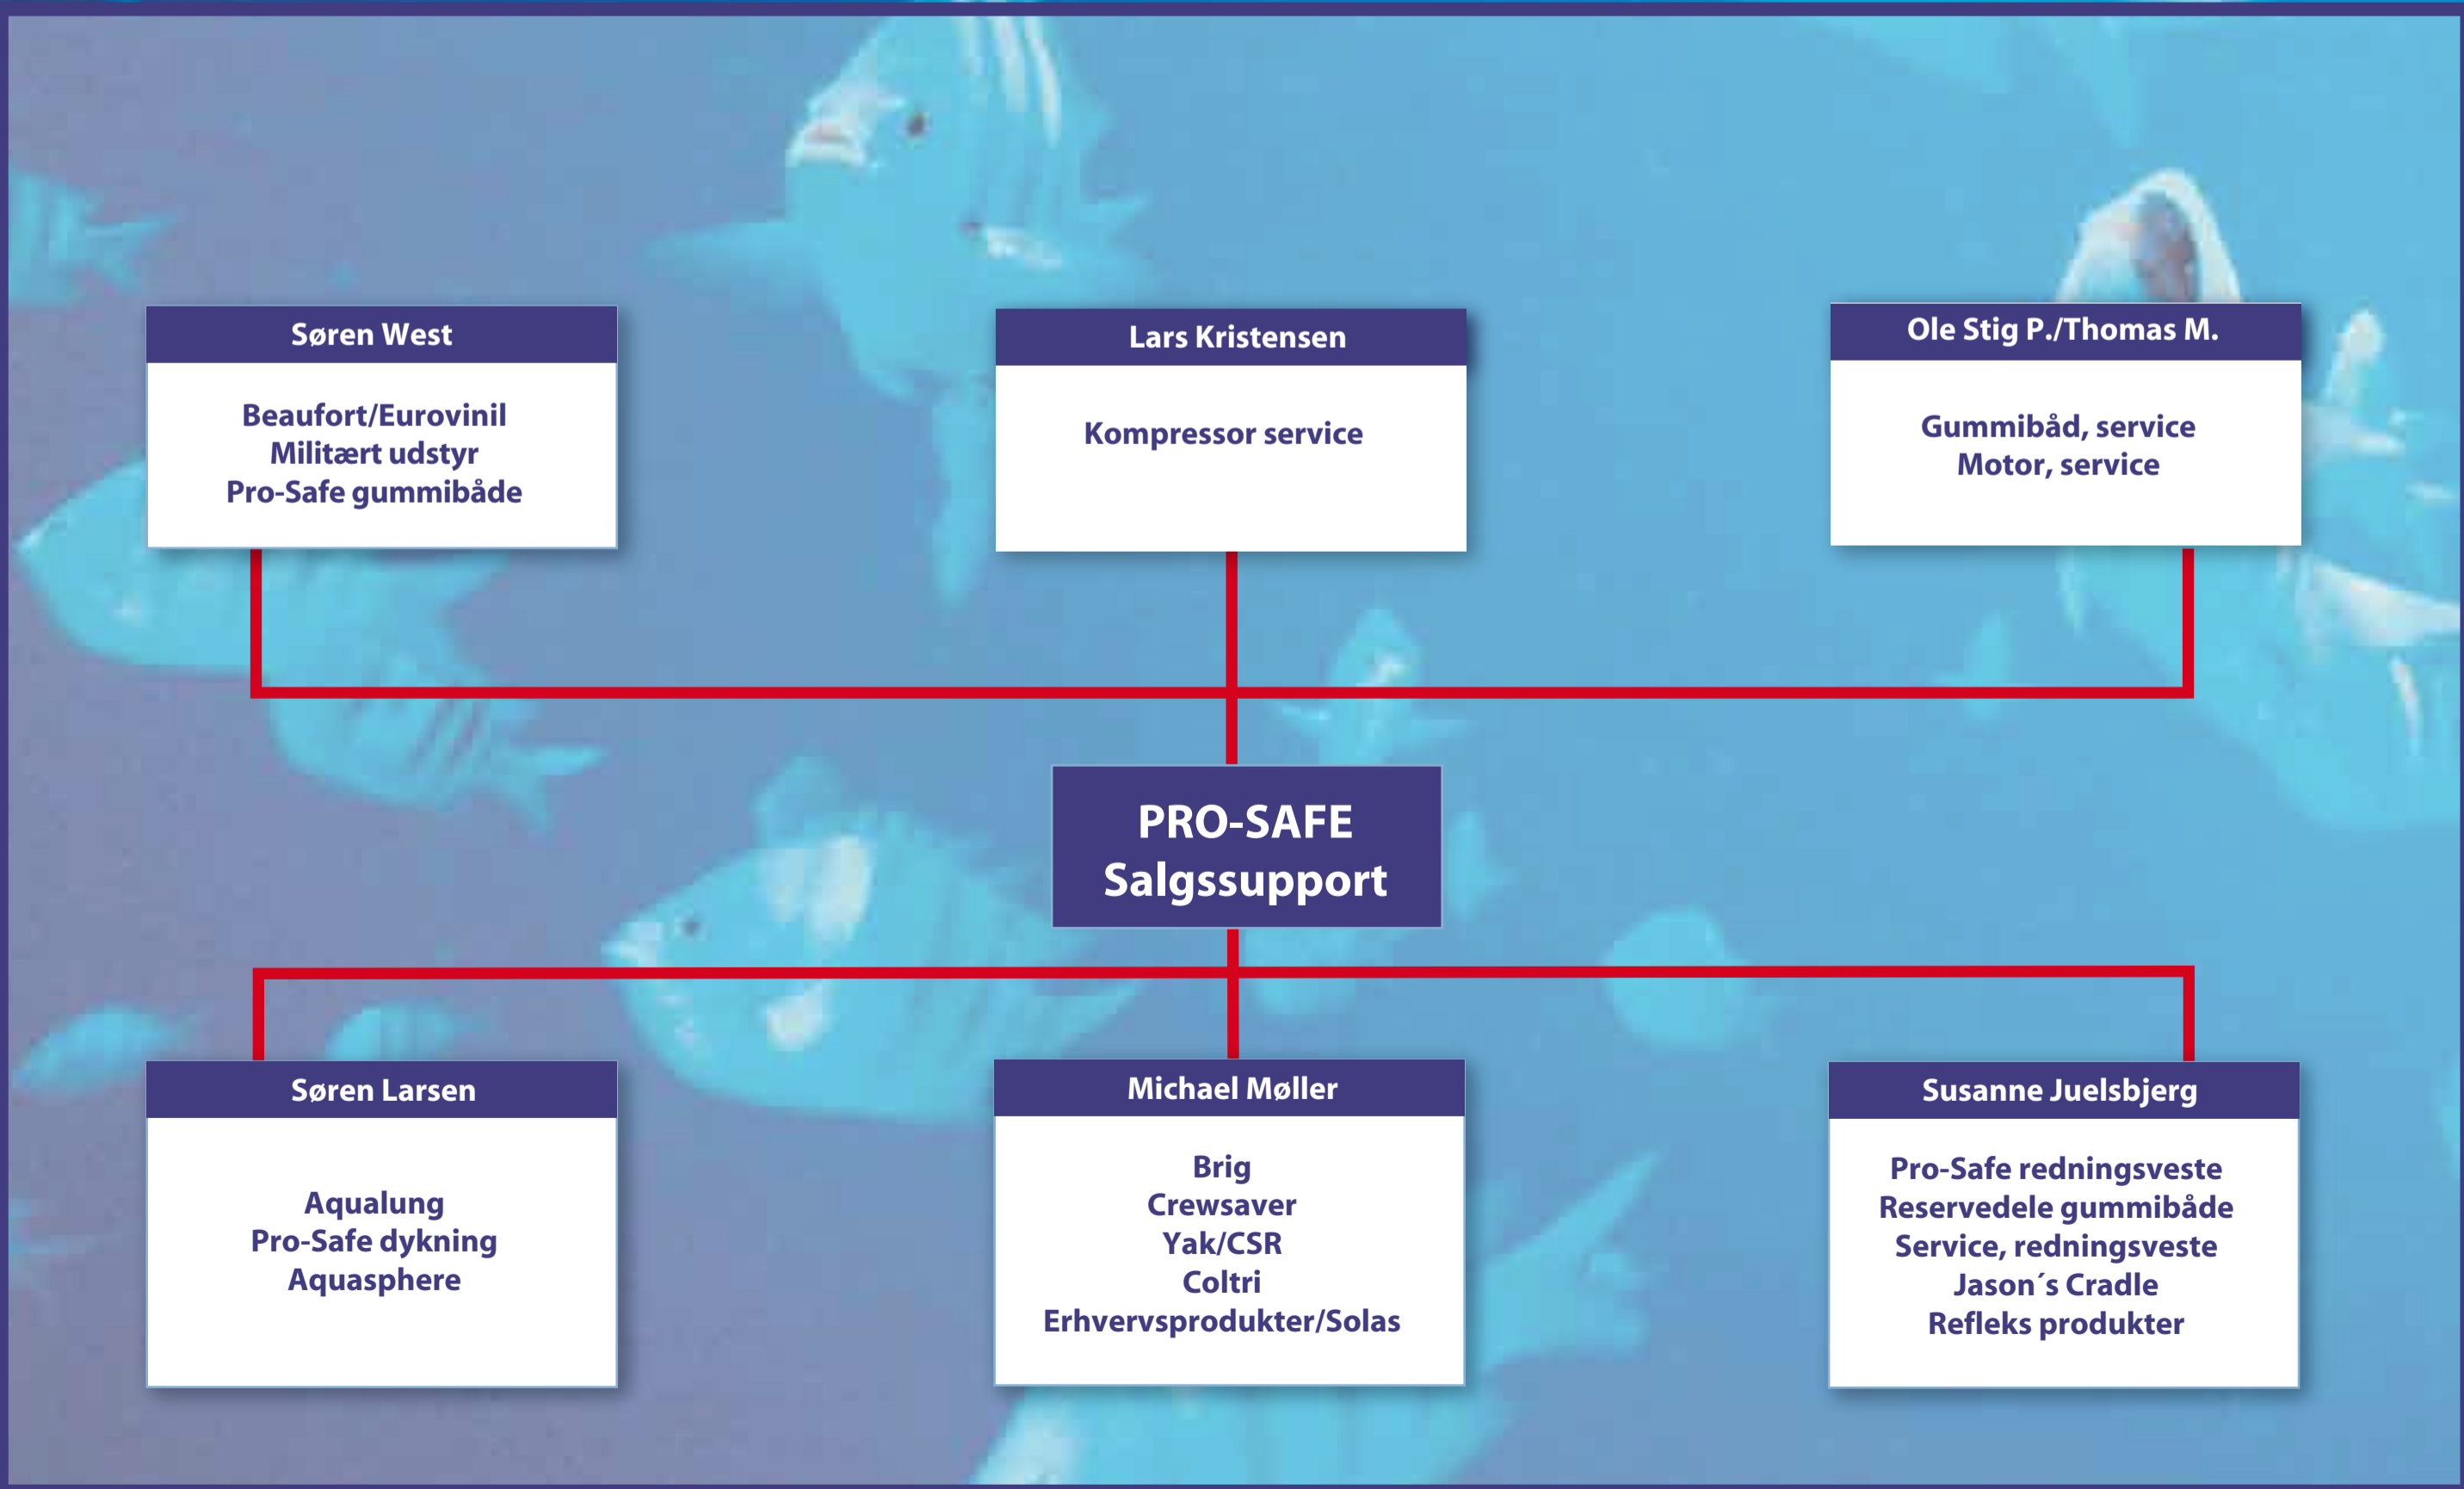 Søren West
Beaufort/Eurovinil
Militært udstyr
Pro-Safe gummibåde
Lars Kristensen
Kompressor service
Ole Stig P./Thomas M.
Gummibåd, service
Motor, service
PRO-SAFE
Salgssupport
Søren Larsen
Aqualung
Pro-Safe dykning
Aquasphere
Michael Møller
Brig
Crewsaver
Yak/CSR
Coltri
Erhvervsprodukter/Solas
Susanne Juelsbjerg
Pro-Safe redningsveste
Reservedele gummibåde
Service, redningsveste
Jason´s Cradle
Refleks produkter